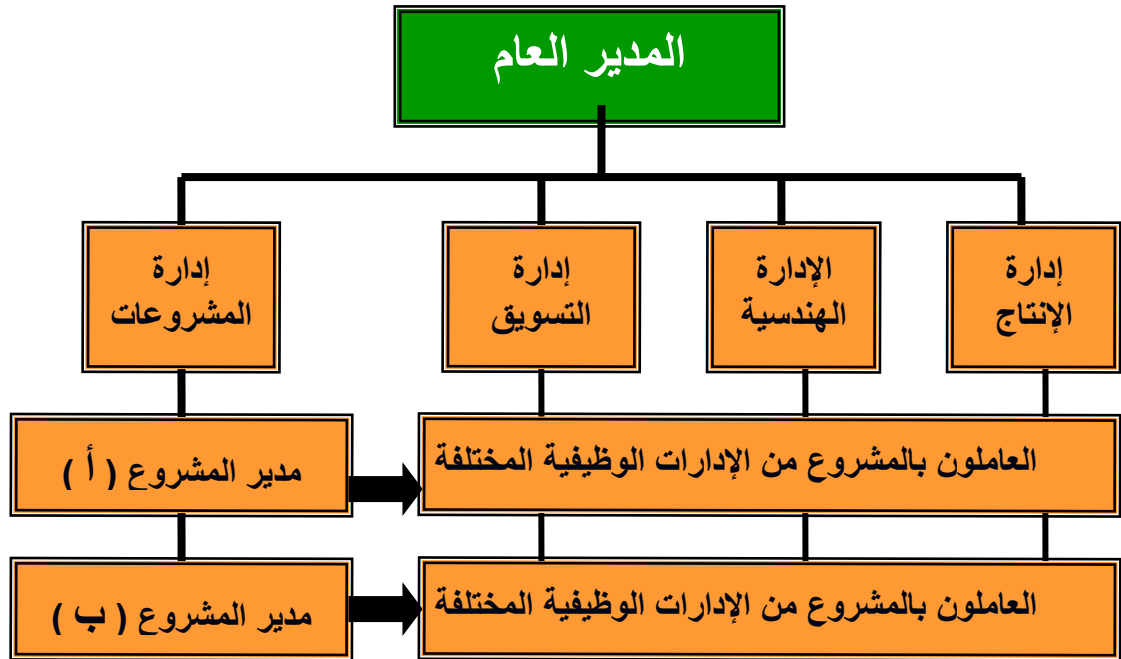 المدير العام
إدارة
الإنتاج
الإدارة
الهندسية
إدارة
التسويق
إدارة
المشروعات
مدير المشروع ( أ )
العاملون بالمشروع من الإدارات الوظيفية المختلفة
مدير المشروع ( ب )
العاملون بالمشروع من الإدارات الوظيفية المختلفة